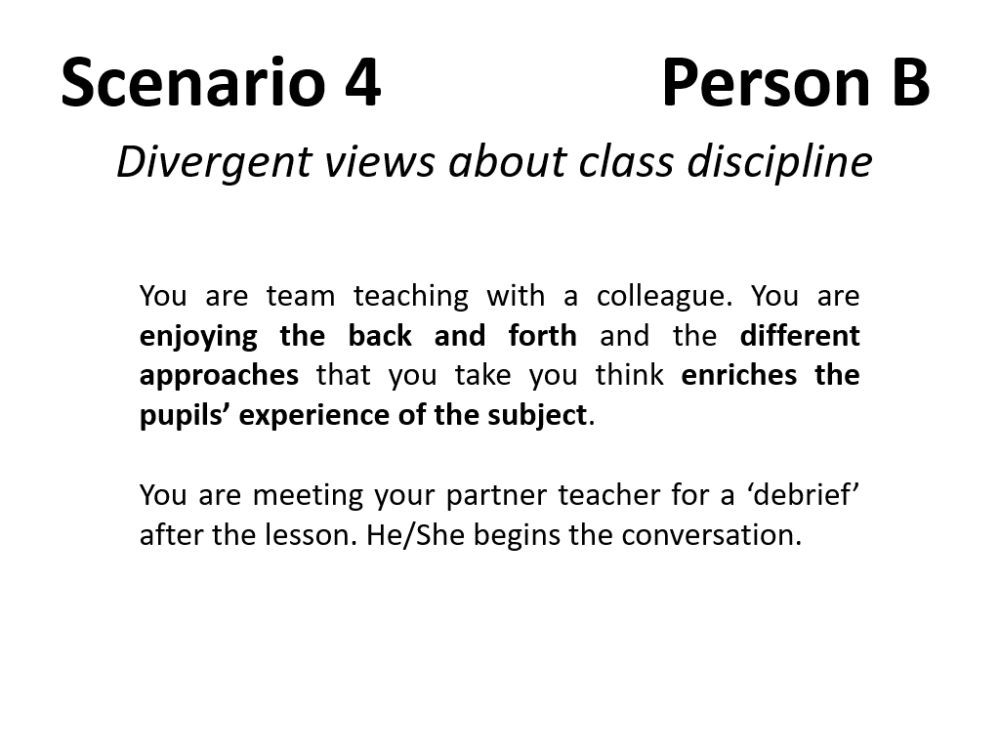 Scenario 4 Person B
Divergent views about class discipline
You are team teaching with a colleague. You are
enjoying the back and forth and the different
approaches that you take you think enriches the
pupils’ experience of the subject.
You are meeting your partner teacher for a ‘debrief’
after the lesson. He/She begins the conversation.